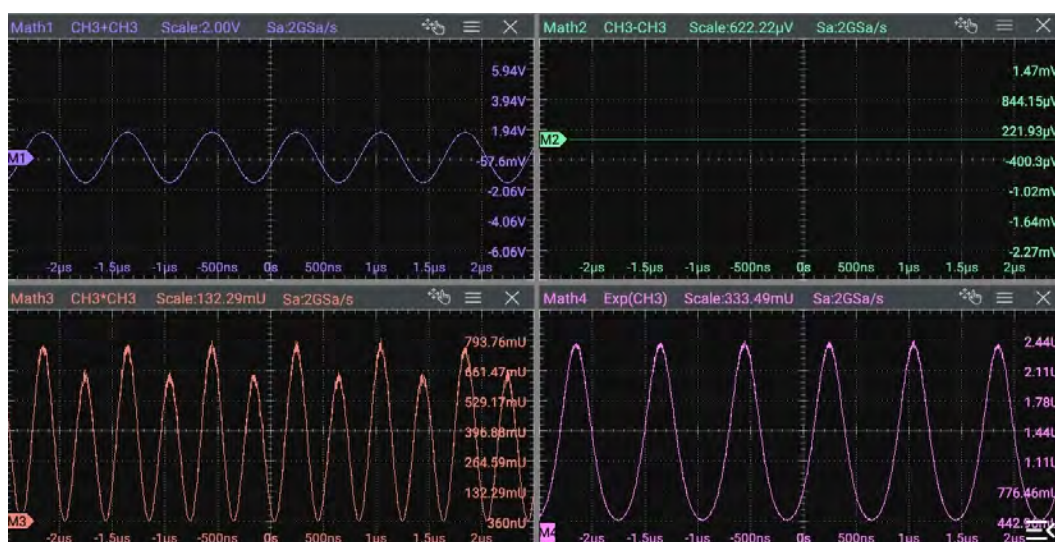 Math1 CH3+CH3 Scale:2.00V Sa:2GSa/s
5.94V
3.94V
1.94V
M1
-57.6mV
-2.06V
-4.06V
-6.06V
-2µs -1.5µs -1µs -500ns 0s 500ns 1µs 1.5µs 2µs
Math2 CH3-CH3 Scale:622.22µV Sa:2GSa/s
1.47mV
844.15µV
221.93µV
M2
-400.3µV
-1.02mV
-1.64mV
-2.27mV
-2µs -1.5µs -1µs -500ns 0s 500ns 1µs 1.5µs 2µs
Math3 CH3*CH3 Scale:132.29mU Sa:2GSa/s
793.76mU
661.47mU
529.17mU
396.88mU
264.59mU
132.29mU
M3
360nU
-2µs -1.5µs -1µs -500ns 0s 500ns 1µs 1.5µs 2µs
Math4 Exp(CH3) Scale:333.49mU Sa:2GSa/s
2.44U
2.11U
1.78U
1.44U
1.11U
776.46mU
M4
-2µs -1.5µs -1µs -500ns 0s 500ns 1µs 1.5µs 2µs